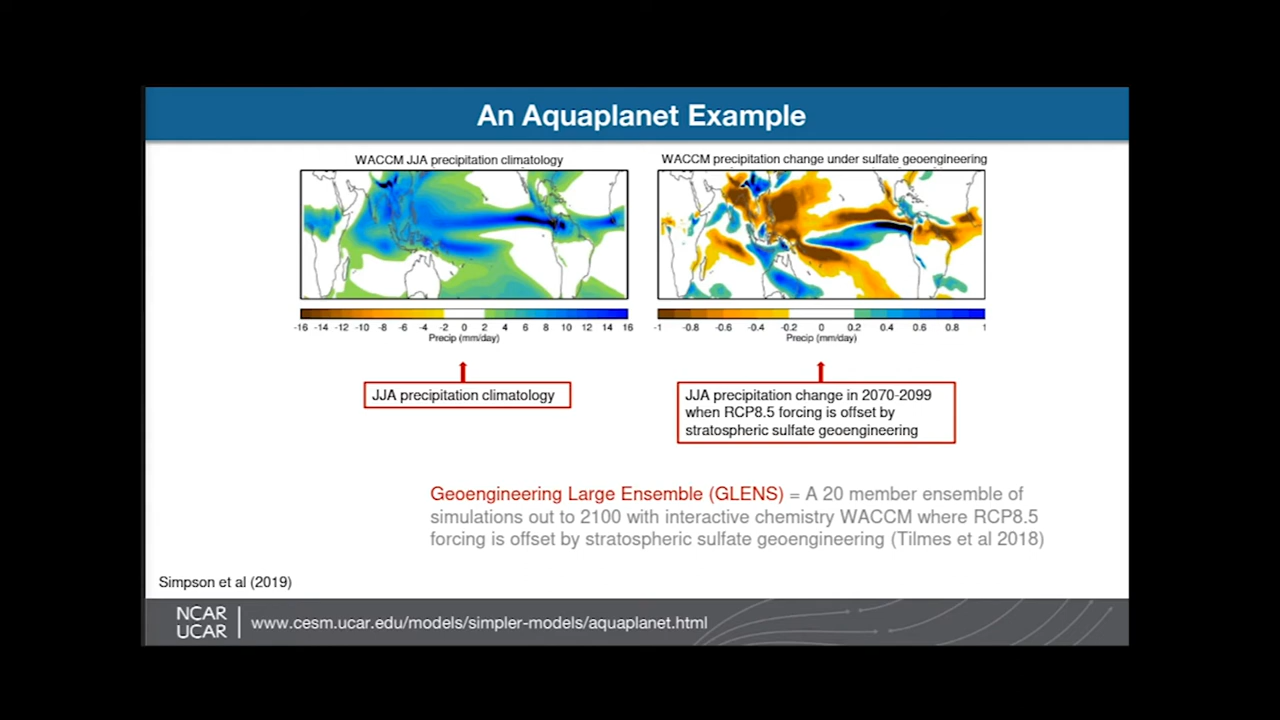 An Aquaplanet Example
WACCM JJA precipitation climatology
WACCM precipitation change under sulfate geoengineering
-16 -14 -12 -10 -8 -6 -4 -2 0 2 4 6 8 10 12 14 16
Precip (mm/day)
-1 -0.8 -0.6 -0.4 -0.2 0 0.2 0.4 0.6 0.8 1
Precip (mm/day)
JJA precipitation climatology
JJA precipitation change in 2070-2099
when RCP8.5 forcing is offset by
stratospheric sulfate geoengineering
Geoengineering Large Ensemble (GLENS) = A 20 member ensemble of
simulations out to 2100 with interactive chemistry WACCM where RCP8.5
forcing is offset by stratospheric sulfate geoengineering (Tilmes et al 2018)
Simpson et al (2019)
NCAR
UCAR
www.cesm.ucar.edu/models/simpler-models/aquaplanet.html